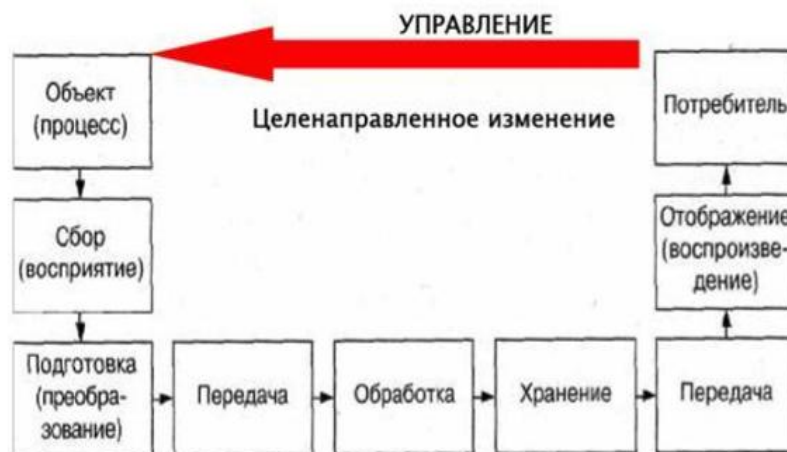 УПРАВЛЕНИЕ
Целенаправленное изменение
Объект
(процесс)
Сбор
(восприятие)
Подготовка
(преобра-
зование)
Передача
Обработка
Хранение
Передача
Отображение
(воспроизве-
дение)
Потребитель